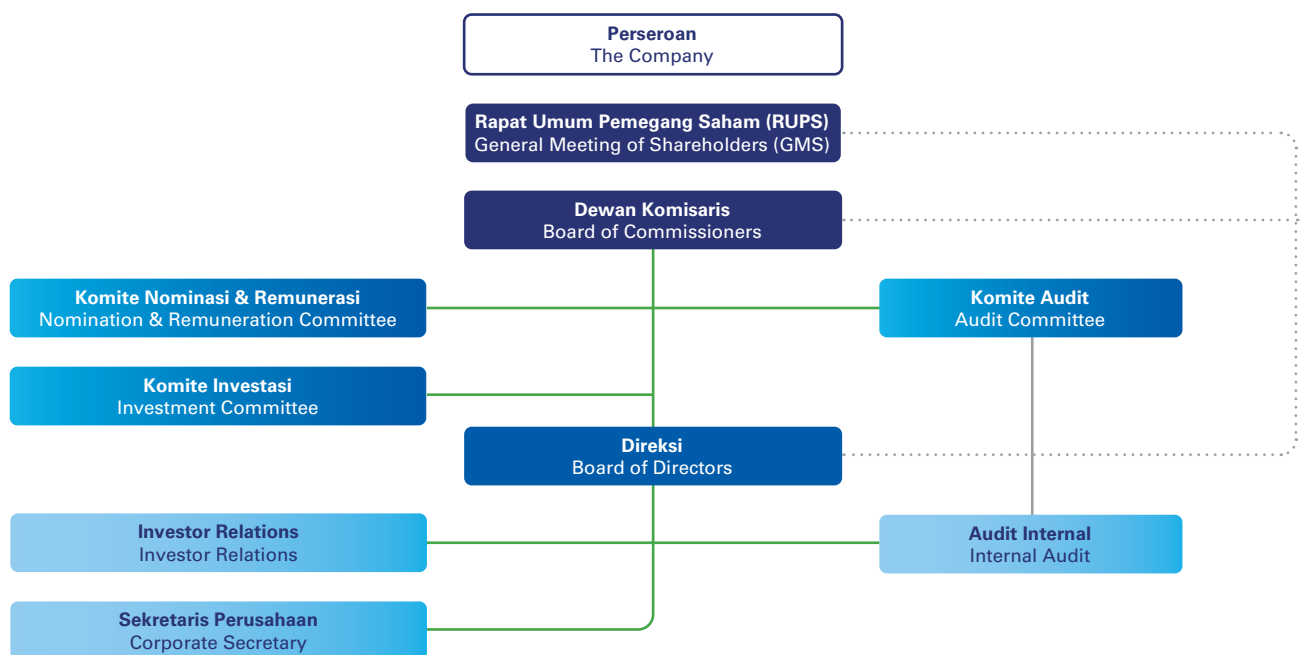 Perseroan
The Company
Rapat Umum Pemegang Saham (RUPS)
General Meeting of Shareholders (GMS)
Dewan Komisaris
Board of Commissioners
Komite Nominasi & Remunerasi
Nomination & Remuneration Committee
Komite Audit
Audit Committee
Komite Investasi
Investment Committee
Direksi
Board of Directors
Investor Relations
Investor Relations
Audit Internal
Internal Audit
Sekretaris Perusahaan
Corporate Secretary